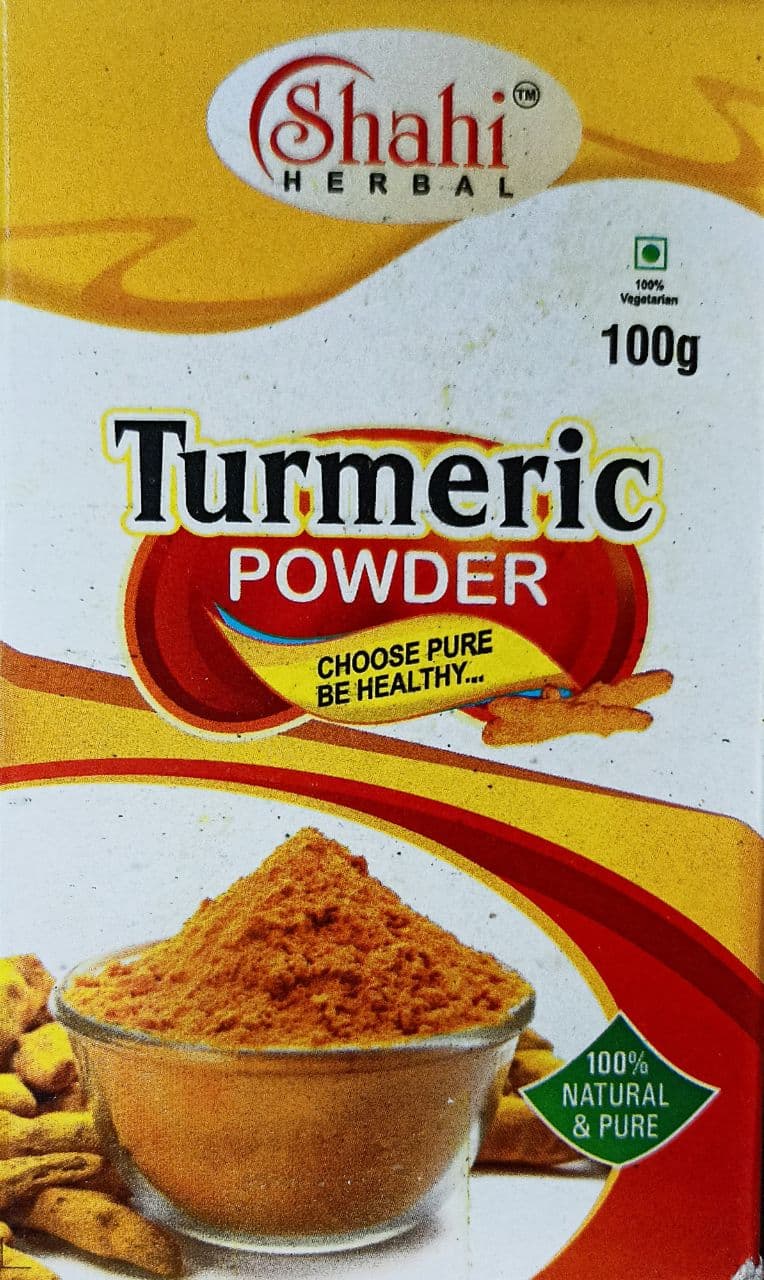 Shahi™
HERBAL
100%
Vegetarian
100g
Turmeric
POWDER
CHOOSE PURE
BE HEALTHY...
100%
NATURAL
& PURE